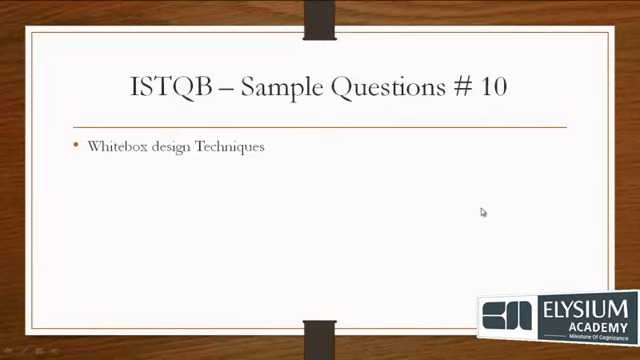 ISTQB – Sample Questions # 10
• Whitebox design Techniques
ELYSIUM
ACADEMY
Milestone Of Cognizance